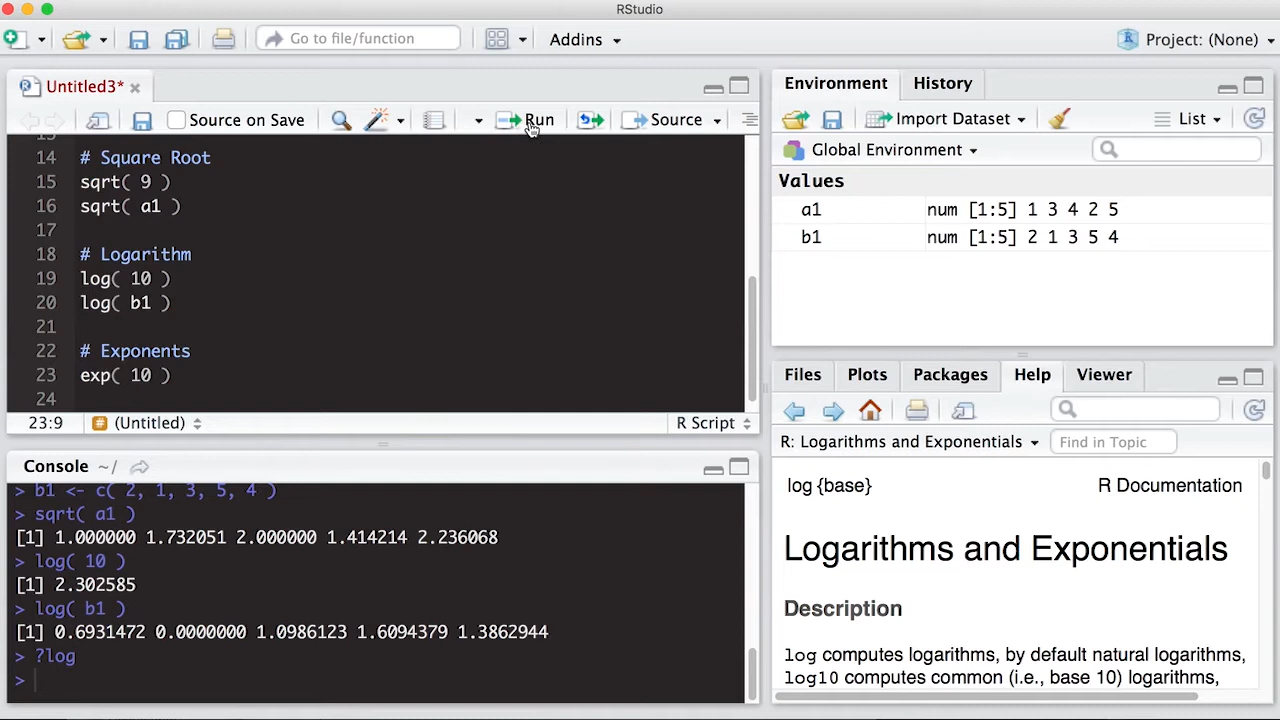 RStudio
Go to file/function
Addins
Project: (None)
Untitled3*
Source on Save
Run
Source
14 # Square Root
15 sqrt( 9 )
16 sqrt( a1 )
17
18 # Logarithm
19 log( 10 )
20 log( b1 )
21
22 # Exponents
23 exp( 10 )
24
23:9 # (Untitled) R Script
Console ~/
> b1 <- c( 2, 1, 3, 5, 4 )
> sqrt( a1 )
[1] 1.000000 1.732051 2.000000 1.414214 2.236068
> log( 10 )
[1] 2.302585
> log( b1 )
[1] 0.6931472 0.0000000 1.0986123 1.6094379 1.3862944
> ?log
>
Environment History
Import Dataset List
Global Environment
Values
a1 num [1:5] 1 3 4 2 5
b1 num [1:5] 2 1 3 5 4
Files Plots Packages Help Viewer
R: Logarithms and Exponentials Find in Topic
log {base} R Documentation
Logarithms and Exponentials
Description
log computes logarithms, by default natural logarithms,
log10 computes common (i.e., base 10) logarithms,